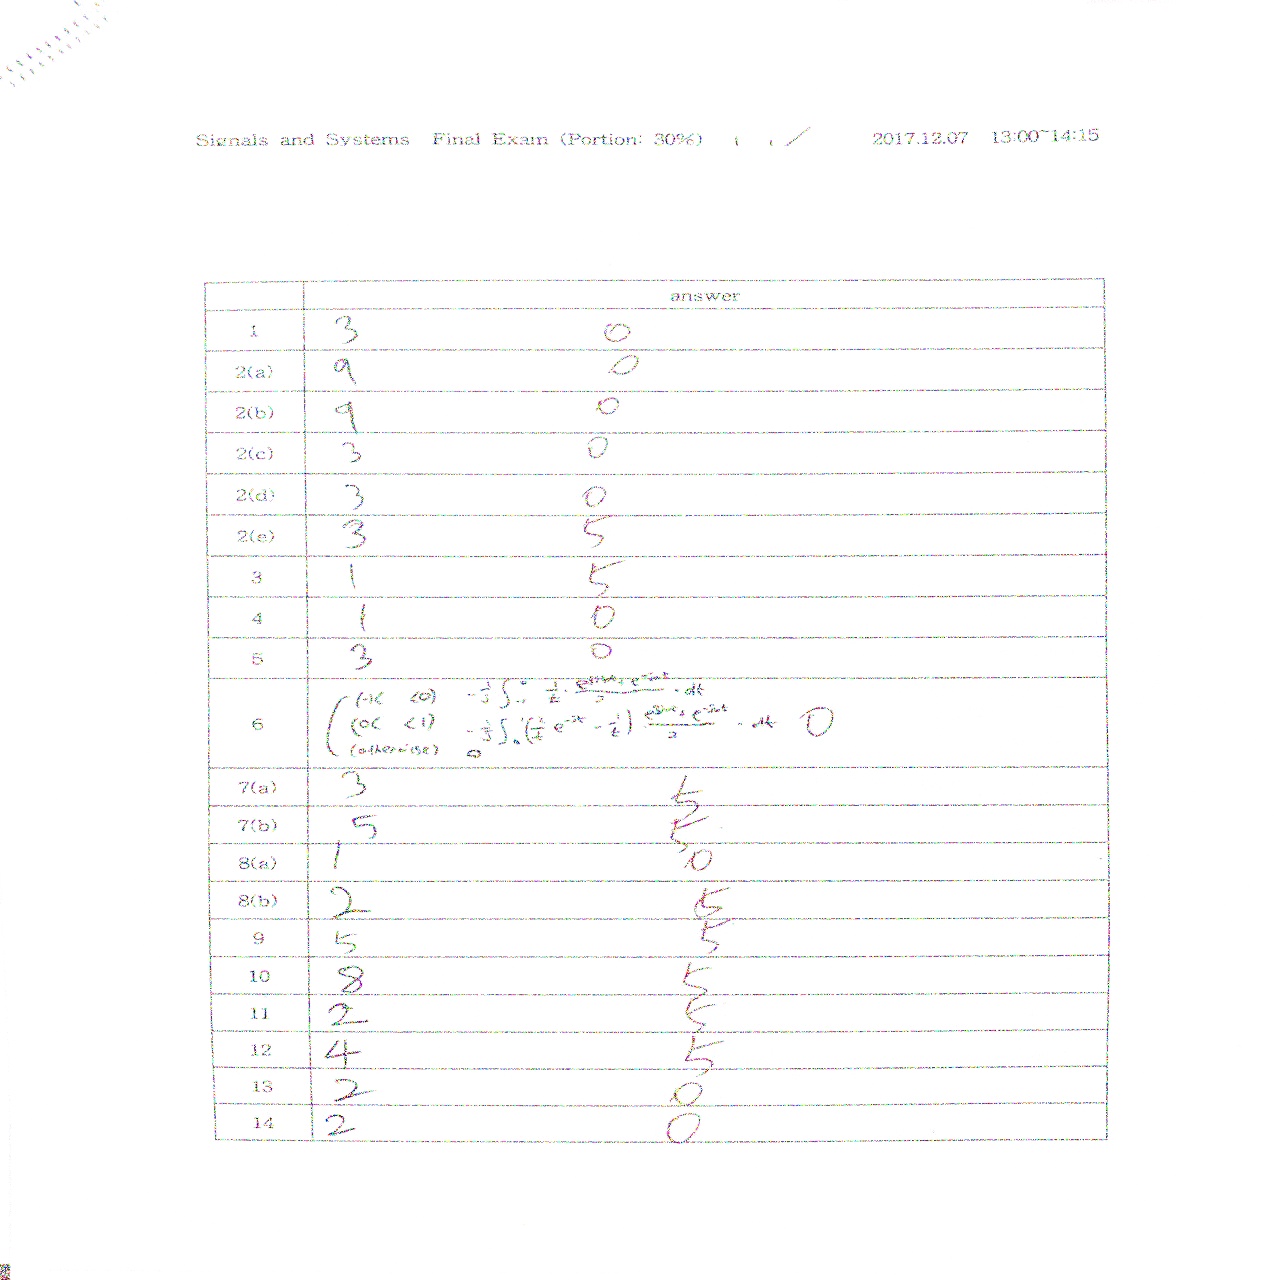 Signals and Systems Final Exam (Portion: 30%) 2017.12.07 13:00~14:15
answer
1 3 0
2(a) 9 0
2(b) 9 0
2(c) 3 0
2(d) 3 0
2(e) 3 5
3 1 5
4 1 0
5 3 0
6 0
(otherwise) 0
7(a) 3 5
7(b) 5 5
8(a) 1 0
8(b) 2 5
9 5 5
10 8 5
11 2 5
12 4 5
13 2 0
14 2 0